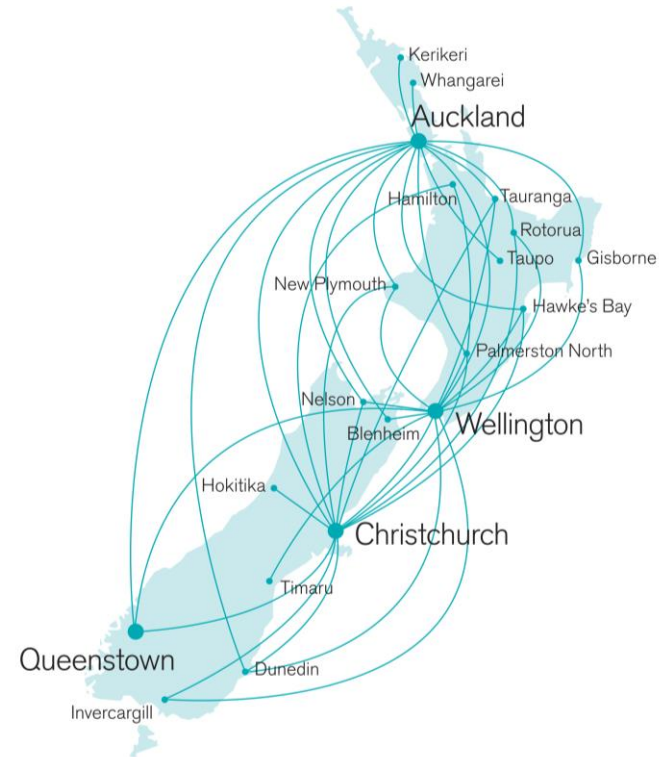 Kerikeri
Whangarei
Auckland
Hamilton
Tauranga
Rotorua
Taupo
Gisborne
New Plymouth
Hawke's Bay
Palmerston North
Nelson
Wellington
Blenheim
Hokitika
Christchurch
Timaru
Queenstown
Dunedin
Invercargill